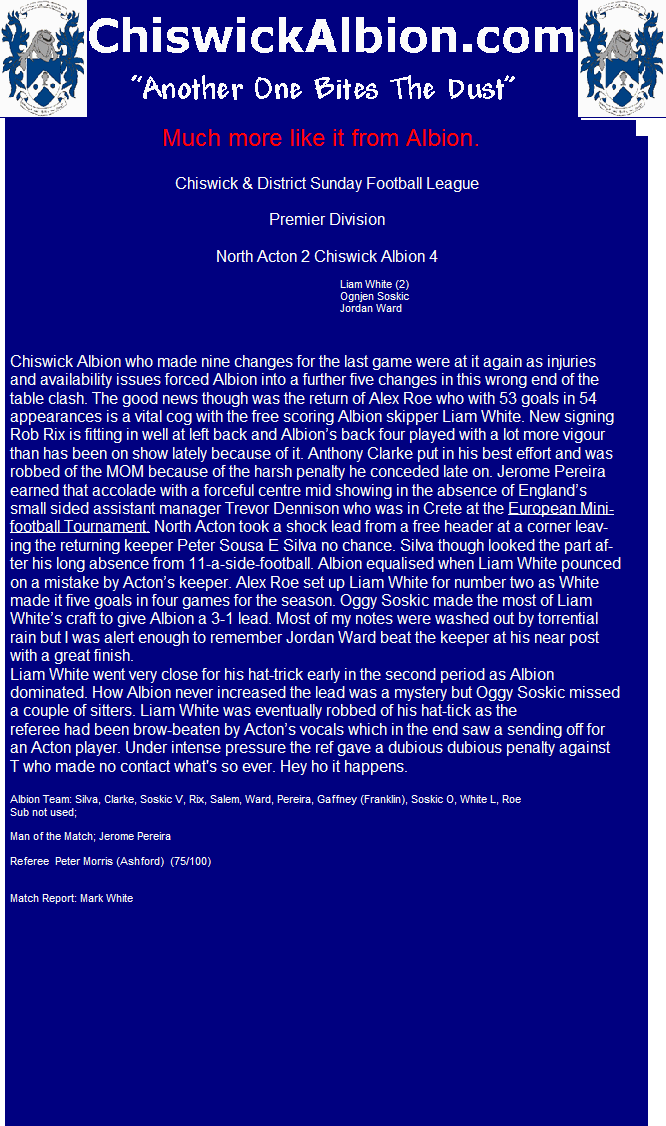 ChiswickAlbion.com
“Another One Bites The Dust”
Much more like it from Albion.
Chiswick & District Sunday Football League
Premier Division
North Acton 2 Chiswick Albion 4
Liam White (2)
Ognjen Soskic
Jordan Ward
Chiswick Albion who made nine changes for the last game were at it again as injuries
and availability issues forced Albion into a further five changes in this wrong end of the
table clash. The good news though was the return of Alex Roe who with 53 goals in 54
appearances is a vital cog with the free scoring Albion skipper Liam White. New signing
Rob Rix is fitting in well at left back and Albion’s back four played with a lot more vigour
than has been on show lately because of it. Anthony Clarke put in his best effort and was
robbed of the MOM because of the harsh penalty he conceded late on. Jerome Pereira
earned that accolade with a forceful centre mid showing in the absence of England’s
small sided assistant manager Trevor Dennison who was in Crete at the European Mini-
football Tournament. North Acton took a shock lead from a free header at a corner leav-
ing the returning keeper Peter Sousa E Silva no chance. Silva though looked the part af-
ter his long absence from 11-a-side-football. Albion equalised when Liam White pounced
on a mistake by Acton’s keeper. Alex Roe set up Liam White for number two as White
made it five goals in four games for the season. Oggy Soskic made the most of Liam
White’s craft to give Albion a 3-1 lead. Most of my notes were washed out by torrential
rain but I was alert enough to remember Jordan Ward beat the keeper at his near post
with a great finish.
Liam White went very close for his hat-trick early in the second period as Albion
dominated. How Albion never increased the lead was a mystery but Oggy Soskic missed
a couple of sitters. Liam White was eventually robbed of his hat-tick as the
referee had been brow-beaten by Acton’s vocals which in the end saw a sending off for
an Acton player. Under intense pressure the ref gave a dubious dubious penalty against
T who made no contact what's so ever. Hey ho it happens.
Albion Team: Silva, Clarke, Soskic V, Rix, Salem, Ward, Pereira, Gaffney (Franklin), Soskic O, White L, Roe
Sub not used;
Man of the Match; Jerome Pereira
Referee  Peter Morris (Ashford)  (75/100)
Match Report: Mark White